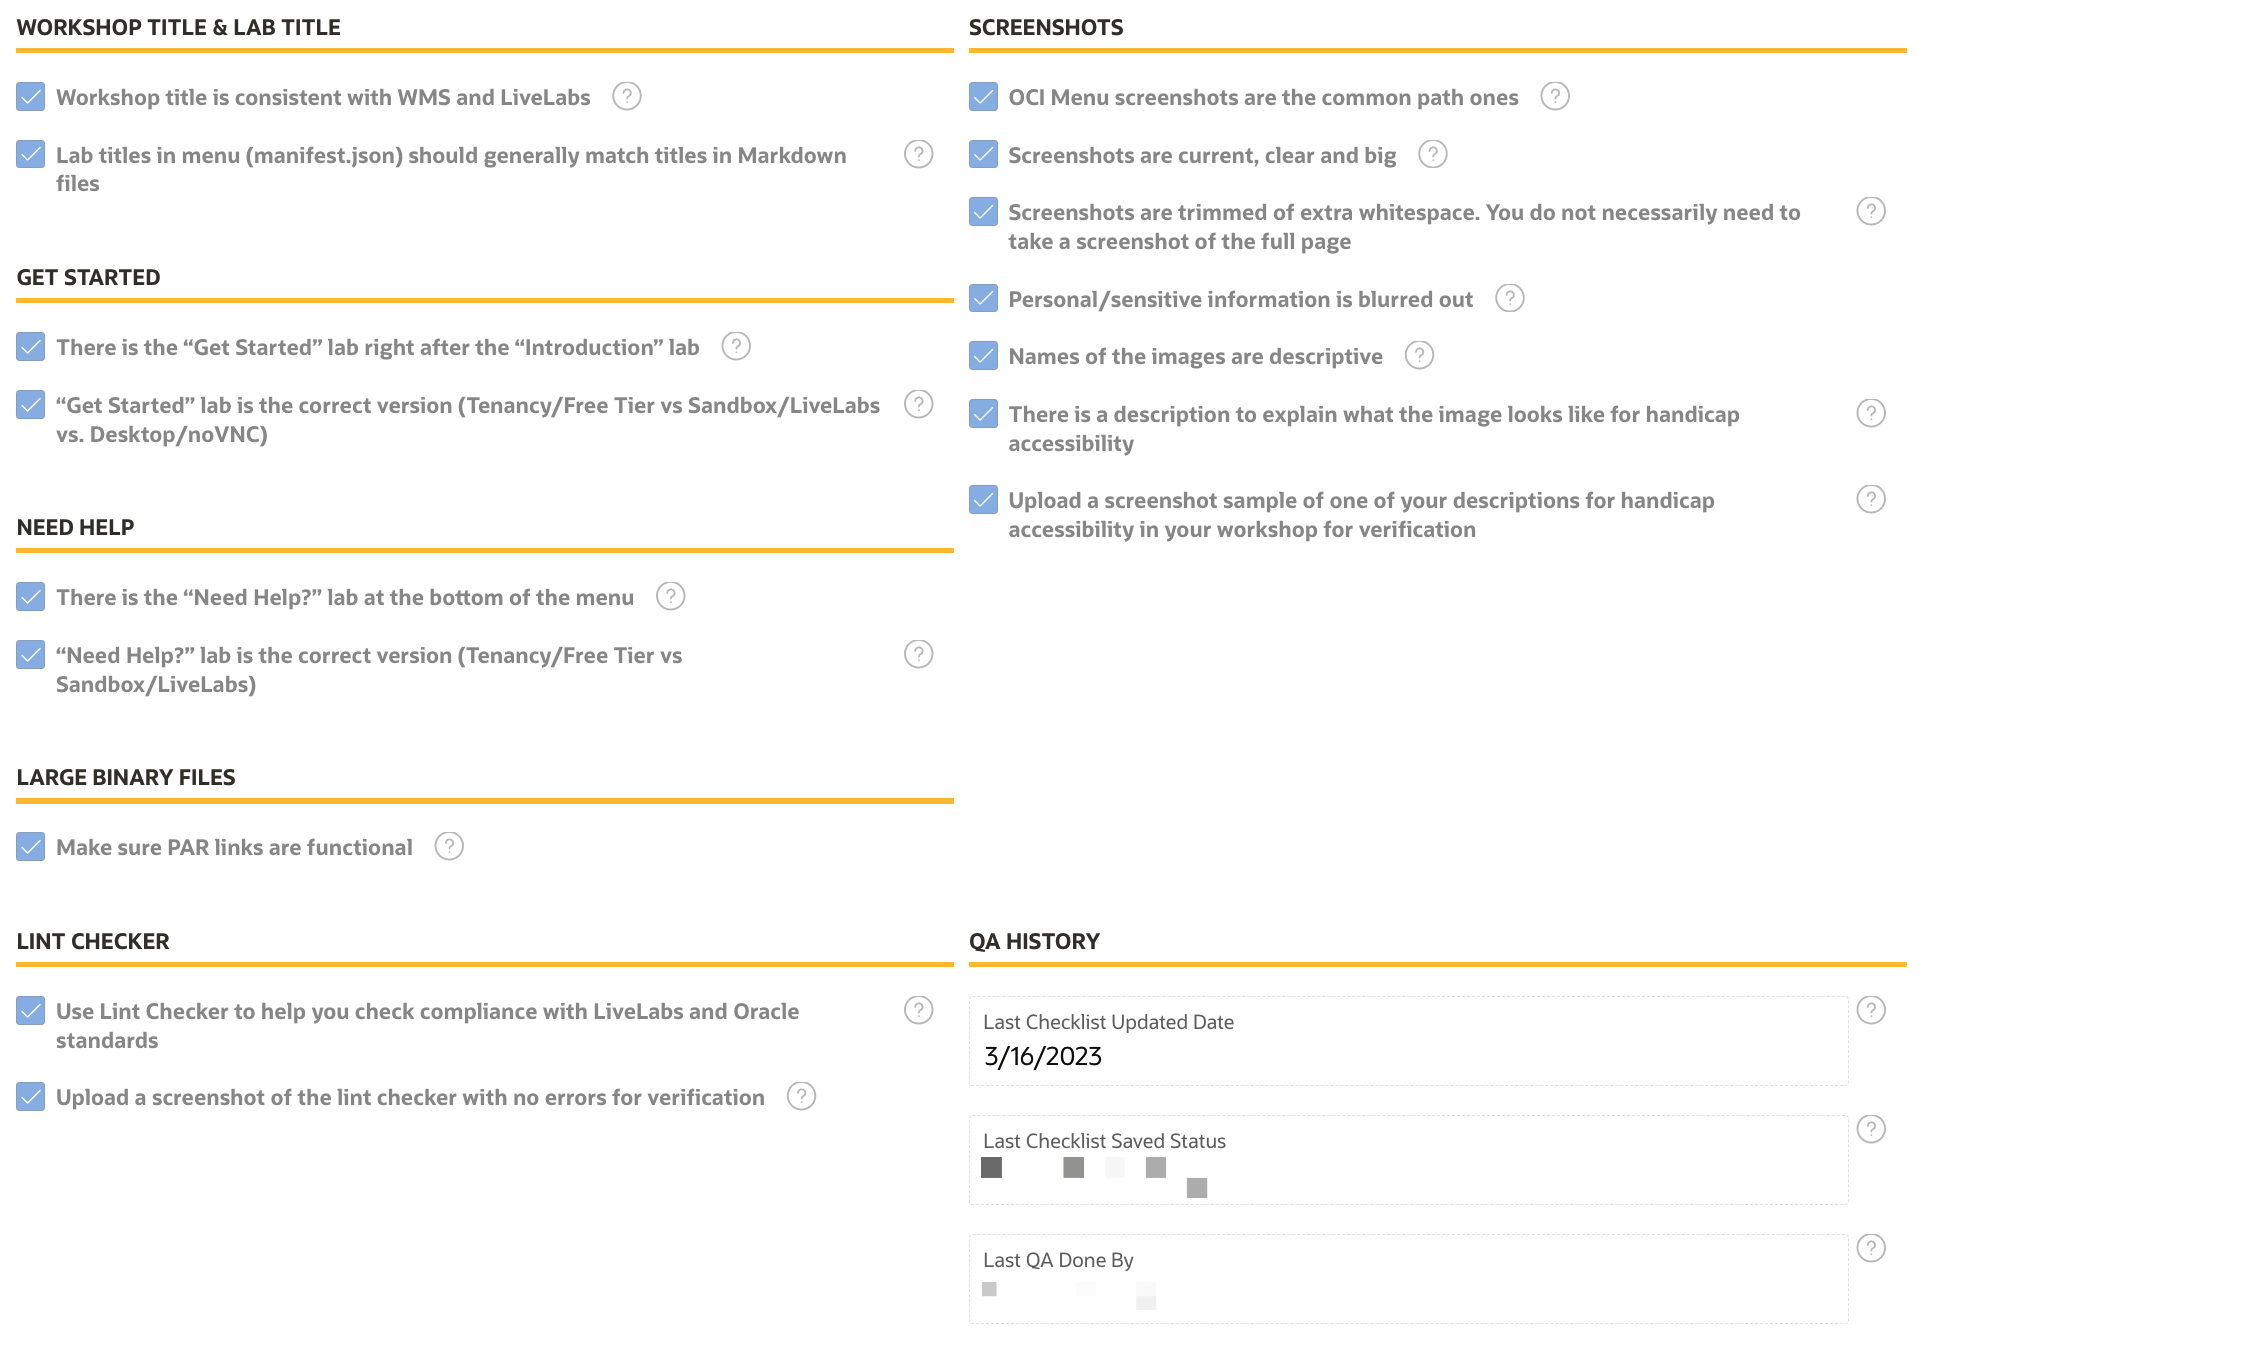 WORKSHOP TITLE & LAB TITLE
Workshop title is consistent with WMS and LiveLabs
Lab titles in menu (manifest.json) should generally match titles in Markdown
files
GET STARTED
There is the “Get Started” lab right after the “Introduction” lab
“Get Started” lab is the correct version (Tenancy/Free Tier vs Sandbox/LiveLabs
vs. Desktop/noVNC)
NEED HELP
There is the “Need Help?” lab at the bottom of the menu
“Need Help?” lab is the correct version (Tenancy/Free Tier vs
Sandbox/LiveLabs)
LARGE BINARY FILES
Make sure PAR links are functional
LINT CHECKER
Use Lint Checker to help you check compliance with LiveLabs and Oracle
standards
Upload a screenshot of the lint checker with no errors for verification
SCREENSHOTS
OCI Menu screenshots are the common path ones
Screenshots are current, clear and big
Screenshots are trimmed of extra whitespace. You do not necessarily need to
take a screenshot of the full page
Personal/sensitive information is blurred out
Names of the images are descriptive
There is a description to explain what the image looks like for handicap
accessibility
Upload a screenshot sample of one of your descriptions for handicap
accessibility in your workshop for verification
QA HISTORY
Last Checklist Updated Date
3/16/2023
Last Checklist Saved Status
Last QA Done By